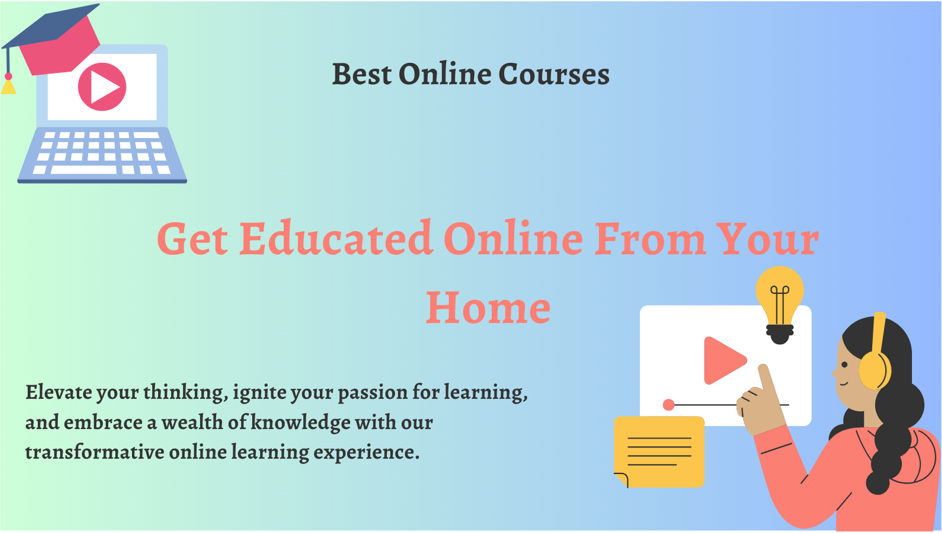 Best Online Courses
Get Educated Online From Your
Home
Elevate your thinking, ignite your passion for learning,
and embrace a wealth of knowledge with our
transformative online learning experience.